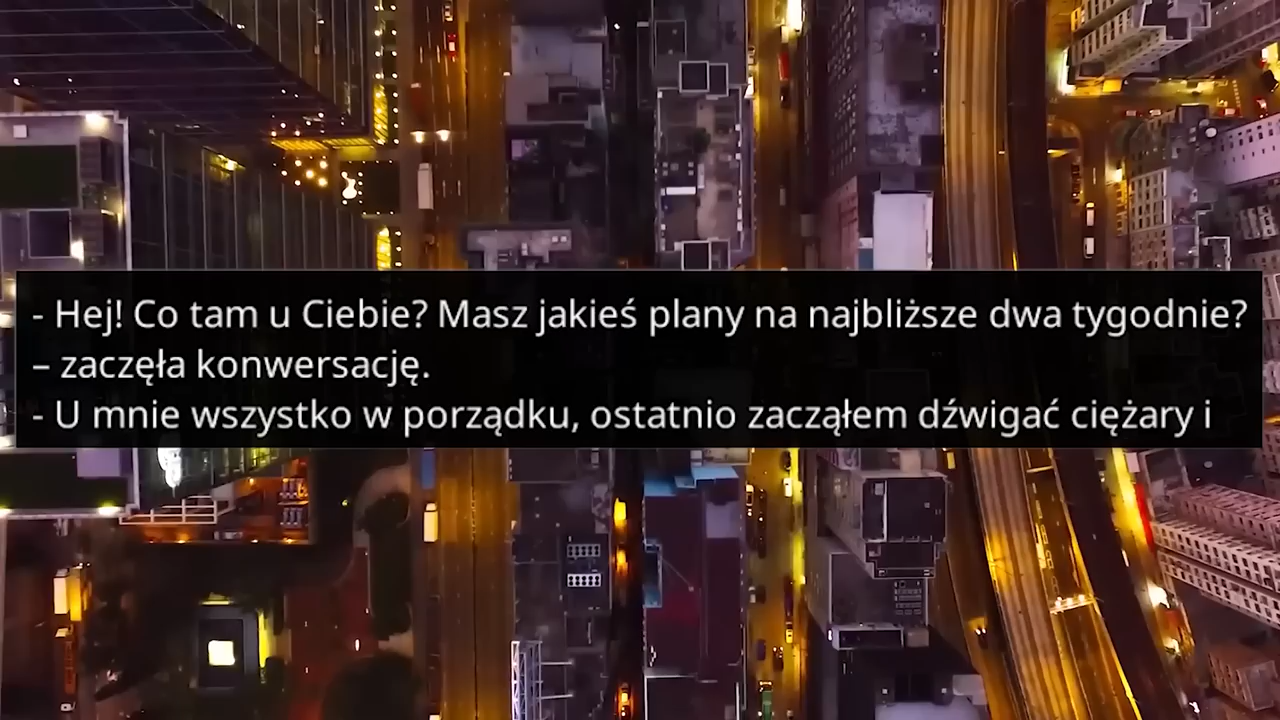 - Hej! Co tam u Ciebie? Masz jakieś plany na najbliższe dwa tygodnie?
– zaczęła konwersację.
- U mnie wszystko w porządku, ostatnio zacząłem dźwigać ciężary i